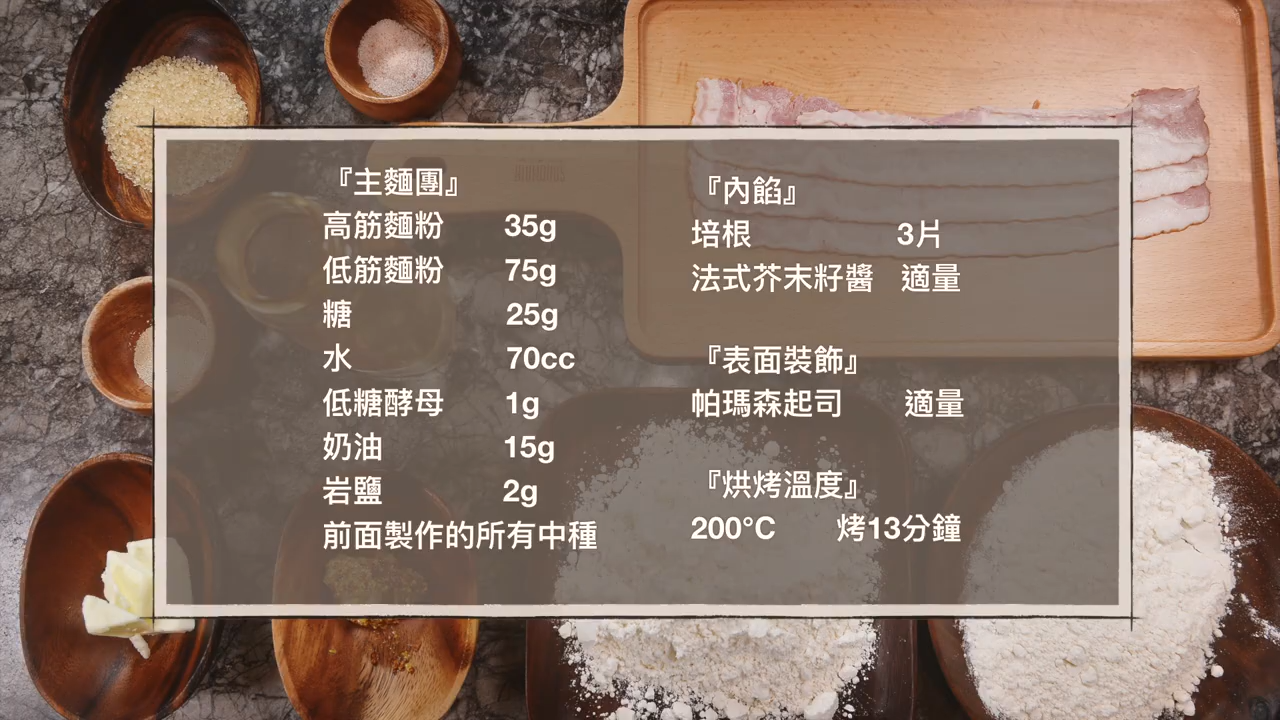 『主麵團』
高筋麵粉 35g
低筋麵粉 75g
糖 25g
水 70cc
低糖酵母 1g
奶油 15g
岩鹽 2g
前面製作的所有中種
『內餡』
培根 3片
法式芥末籽醬 適量
『表面裝飾』
帕瑪森起司 適量
『烘烤溫度』
200°C 烤13分鐘